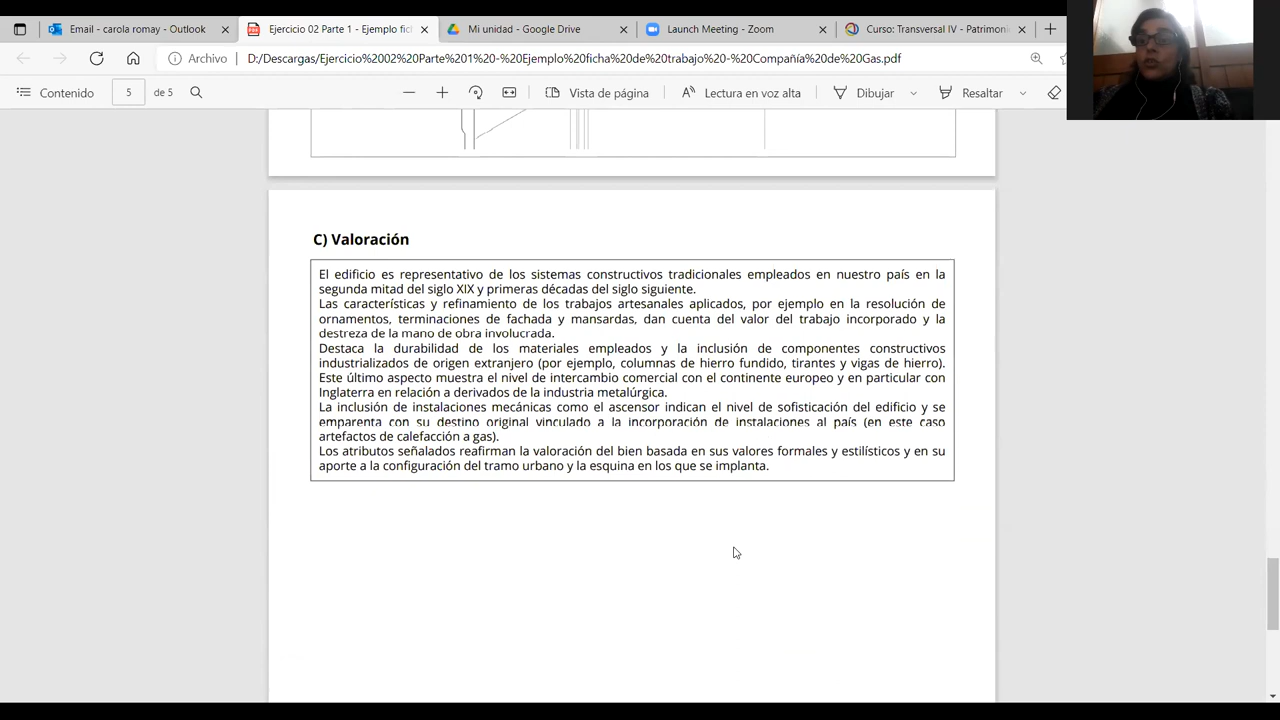 Email - carola romay - Outlook
Ejercicio 02 Parte 1 - Ejemplo fich
Mi unidad - Google Drive
Launch Meeting - Zoom
Curso: Transversal IV - Patrimoni
Archivo
D:/Descargas/Ejercicio%2002%20Parte%201%20-%20Ejemplo%20ficha%20de%20trabajo%20-%20Compañía%20de%20Gas.pdf
Contenido
5
de 5
Vista de página
Lectura en voz alta
Dibujar
Resaltar
C) Valoración
El edificio es representativo de los sistemas constructivos tradicionales empleados en nuestro país en la
segunda mitad del siglo XIX y primeras décadas del siglo siguiente.
Las características y refinamiento de los trabajos artesanales aplicados, por ejemplo en la resolución de
ornamentos, terminaciones de fachada y mansardas, dan cuenta del valor del trabajo incorporado y la
destreza de la mano de obra involucrada.
Destaca la durabilidad de los materiales empleados y la inclusión de componentes constructivos
industrializados de origen extranjero (por ejemplo, columnas de hierro fundido, tirantes y vigas de hierro).
Este último aspecto muestra el nivel de intercambio comercial con el continente europeo y en particular con
Inglaterra en relación a derivados de la industria metalúrgica.
La inclusión de instalaciones mecánicas como el ascensor indican el nivel de sofisticación del edificio y se
emparenta con su destino original vinculado a la incorporación de instalaciones al país (en este caso
artefactos de calefacción a gas).
Los atributos señalados reafirman la valoración del bien basada en sus valores formales y estilísticos y en su
aporte a la configuración del tramo urbano y la esquina en los que se implanta.